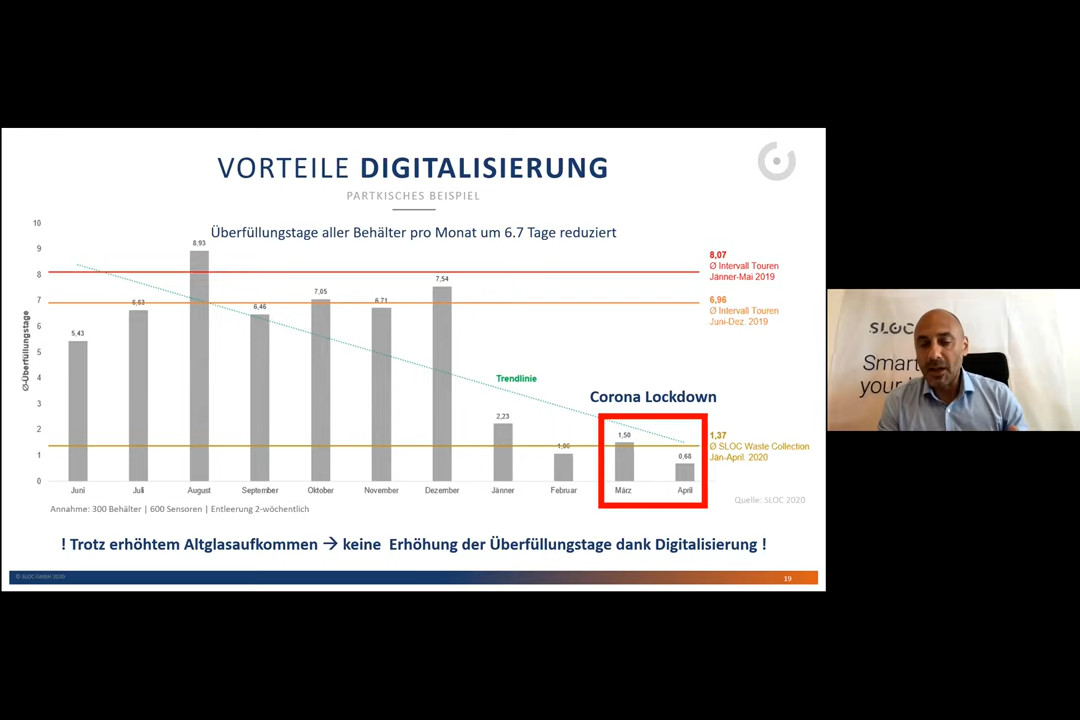 VORTEILE DIGITALISIERUNG
PARTKISCHES BEISPIEL
Überfüllungstage aller Behälter pro Monat um 6.7 Tage reduziert
Ø-Überfüllungstage
10
9
8
7
6
5
4
3
2
1
0
5,43
8,93
6,46
7,05
6,71
7,54
2,23
1,50
0,68
8,07
Ø Intervall Touren
Jänner-Mai 2019
6,96
Ø Intervall Touren
Juni-Dez. 2019
Trendlinie
Corona Lockdown
1,37
Ø SLOC Waste Collection
Jän-April. 2020
Juni
Juli
August
September
Oktober
November
Dezember
Jänner
Februar
März
April
Quelle: SLOC 2020
Annahme: 300 Behälter | 600 Sensoren | Entleerung 2-wöchentlich
! Trotz erhöhtem Altglasaufkommen → keine Erhöhung der Überfüllungstage dank Digitalisierung !
© SLOC GmbH 2020
19
SLOC
Smart
your